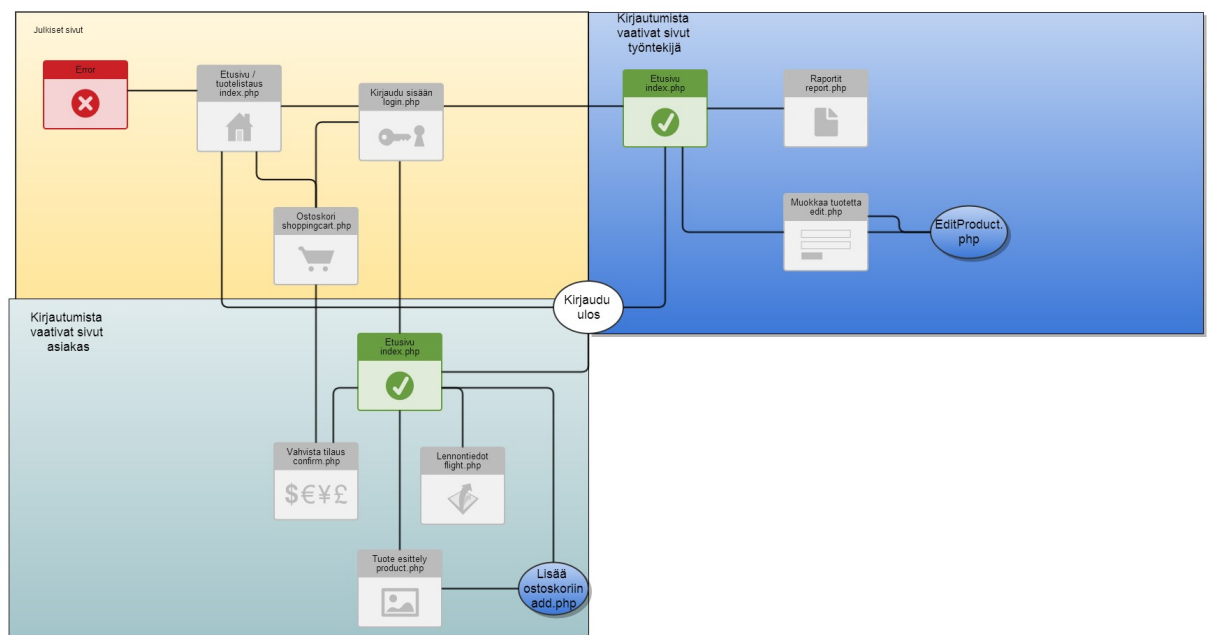 Julkiset sivut
Error
Etusivu /
tuotelistaus
index.php
Kirjaudu sisään
login.php
Ostoskori
shoppingcart.php
Kirjautumista
vaativat sivut
työntekijä
Etusivu
index.php
Raportit
report.php
Muokkaa tuotetta
edit.php
EditProduct.
php
Kirjaudu
ulos
Kirjautumista
vaativat sivut
asiakas
Etusivu
index.php
Vahvista tilaus
confirm.php
$€¥£
Lennontiedot
flight.php
Tuote esittely
product.php
Lisää
ostoskoriin
add.php